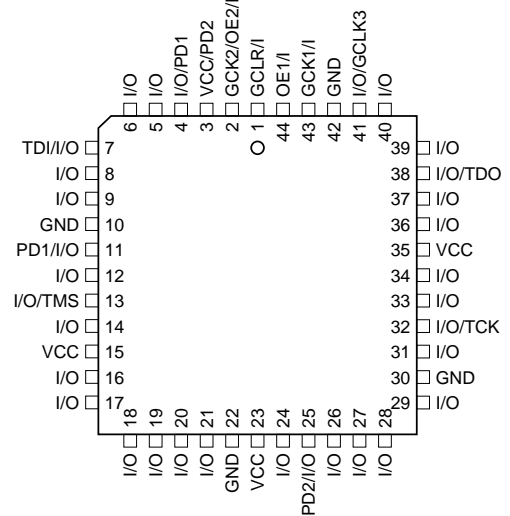 I/O
I/O
I/O/PD1
VCC/PD2
GCK2/OE2/I
GCLR/I
OE1/I
GCK1/I
GND
I/O/GCLK3
I/O
6
5
4
3
2
1
44
43
42
41
40
TDI/I/O 7
I/O 8
I/O 9
GND 10
PD1/I/O 11
I/O 12
I/O/TMS 13
I/O 14
VCC 15
I/O 16
I/O 17
39 I/O
38 I/O/TDO
37 I/O
36 I/O
35 VCC
34 I/O
33 I/O
32 I/O/TCK
31 I/O
30 GND
29 I/O
18
19
20
21
22
23
24
25
26
27
28
I/O
I/O
I/O
I/O
GND
VCC
I/O
PD2/I/O
I/O
I/O
I/O